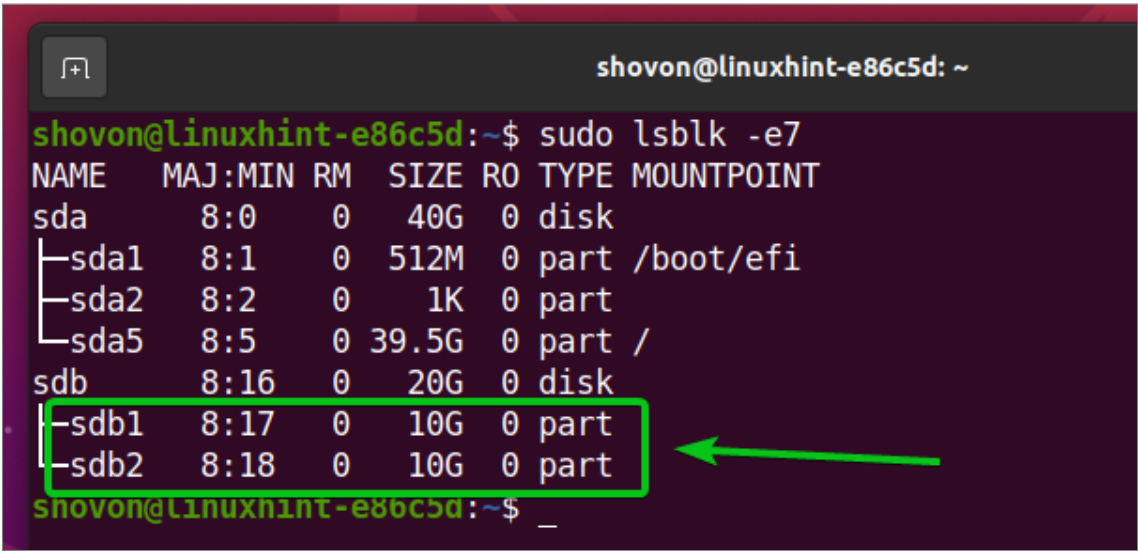 shovon@linuxhint-e86c5d: ~
shovon@linuxhint-e86c5d:~$ sudo lsblk -e7
NAME   MAJ:MIN RM  SIZE RO TYPE MOUNTPOINT
sda      8:0    0   40G  0 disk
├─sda1   8:1    0  512M  0 part /boot/efi
├─sda2   8:2    0    1K  0 part
└─sda5   8:5    0 39.5G  0 part /
sdb      8:16   0   20G  0 disk
├─sdb1   8:17   0   10G  0 part
└─sdb2   8:18   0   10G  0 part
shovon@linuxhint-e86c5d:~$ _